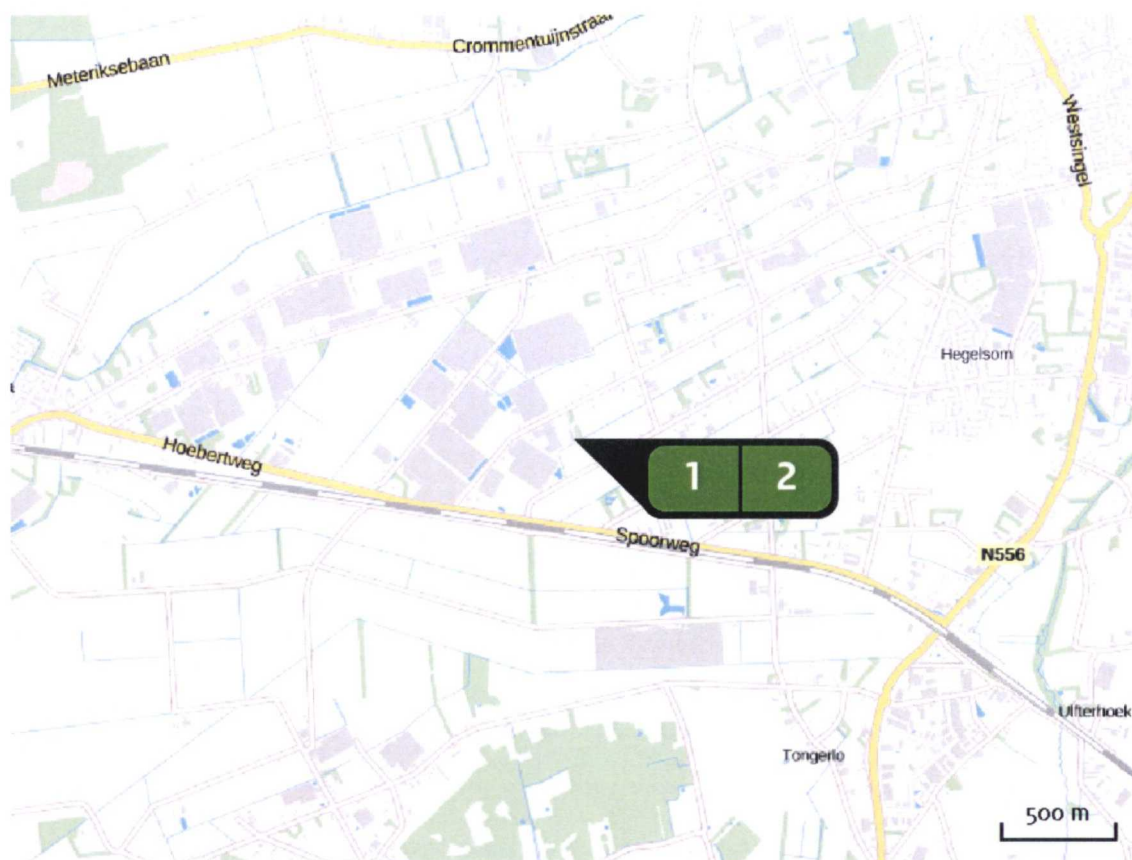 Crommentuijnstraat
Meteriksebaan
Westsingel
Hegelsom
Hoebertweg
1 2
Spoorweg
N556
Ulfterhoek
Tongerlo
500 m